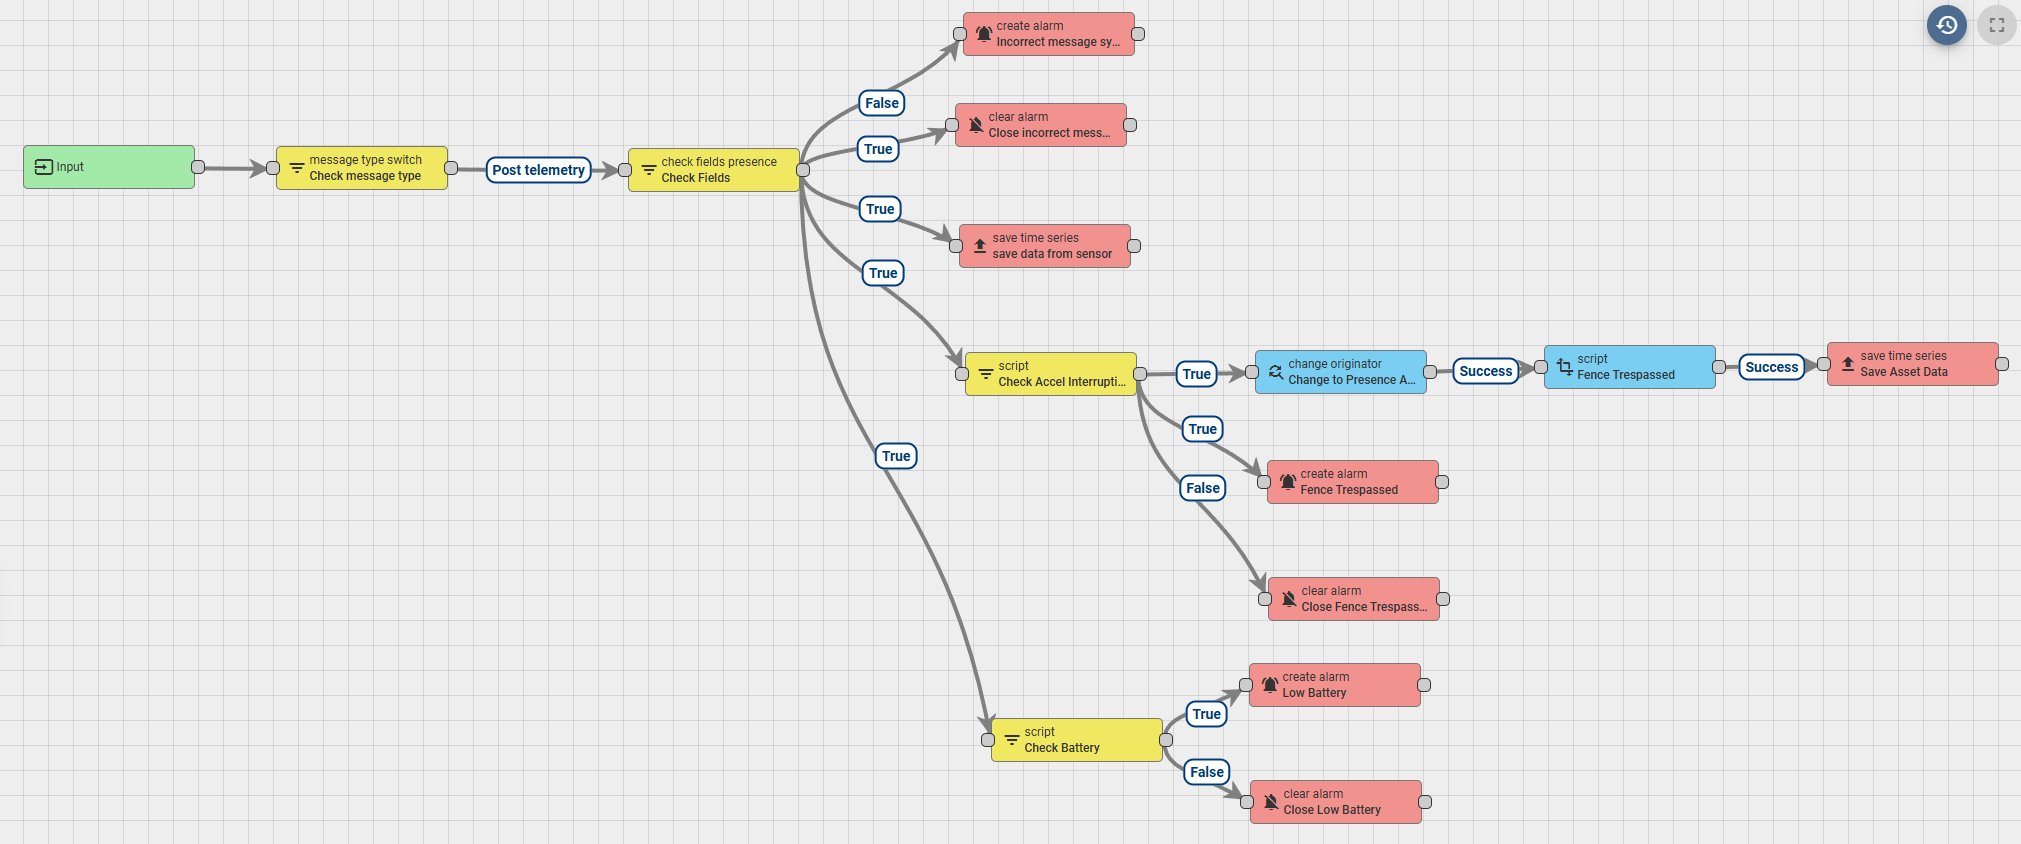 create alarm
Incorrect message sy...
False
clear alarm
Close incorrect mess...
True
Input
message type switch
Check message type
Post telemetry
check fields presence
Check Fields
True
save time series
save data from sensor
True
script
Check Accel Interrupti...
True
change originator
Change to Presence A...
Success
script
Fence Trespassed
Success
save time series
Save Asset Data
True
create alarm
Fence Trespassed
True
False
clear alarm
Close Fence Trespass...
create alarm
Low Battery
True
script
Check Battery
False
clear alarm
Close Low Battery